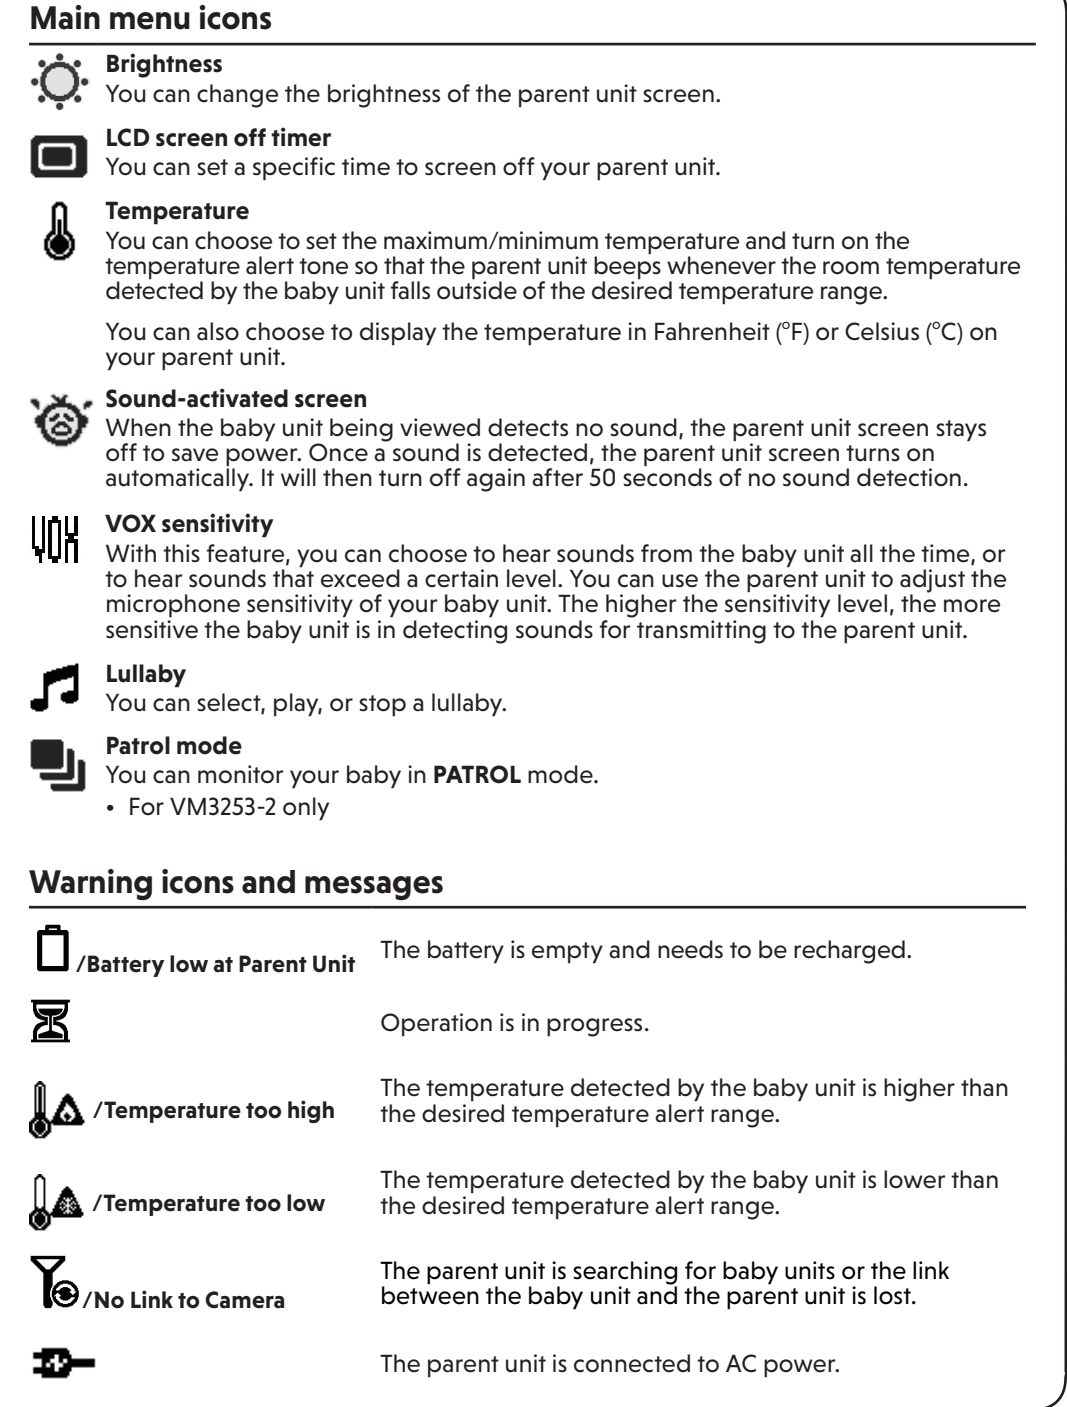 Main menu icons
Brightness
You can change the brightness of the parent unit screen.
LCD screen off timer
You can set a specific time to screen off your parent unit.
Temperature
You can choose to set the maximum/minimum temperature and turn on the
temperature alert tone so that the parent unit beeps whenever the room temperature
detected by the baby unit falls outside of the desired temperature range.
You can also choose to display the temperature in Fahrenheit (°F) or Celsius (°C) on
your parent unit.
Sound-activated screen
When the baby unit being viewed detects no sound, the parent unit screen stays
off to save power. Once a sound is detected, the parent unit screen turns on
automatically. It will then turn off again after 50 seconds of no sound detection.
VOX
VOX sensitivity
With this feature, you can choose to hear sounds from the baby unit all the time, or
to hear sounds that exceed a certain level. You can use the parent unit to adjust the
microphone sensitivity of your baby unit. The higher the sensitivity level, the more
sensitive the baby unit is in detecting sounds for transmitting to the parent unit.
Lullaby
You can select, play, or stop a lullaby.
Patrol mode
You can monitor your baby in PATROL mode.
• For VM3253-2 only
Warning icons and messages
/Battery low at Parent Unit
The battery is empty and needs to be recharged.
Operation is in progress.
/Temperature too high
The temperature detected by the baby unit is higher than
the desired temperature alert range.
/Temperature too low
The temperature detected by the baby unit is lower than
the desired temperature alert range.
/No Link to Camera
The parent unit is searching for baby units or the link
between the baby unit and the parent unit is lost.
The parent unit is connected to AC power.